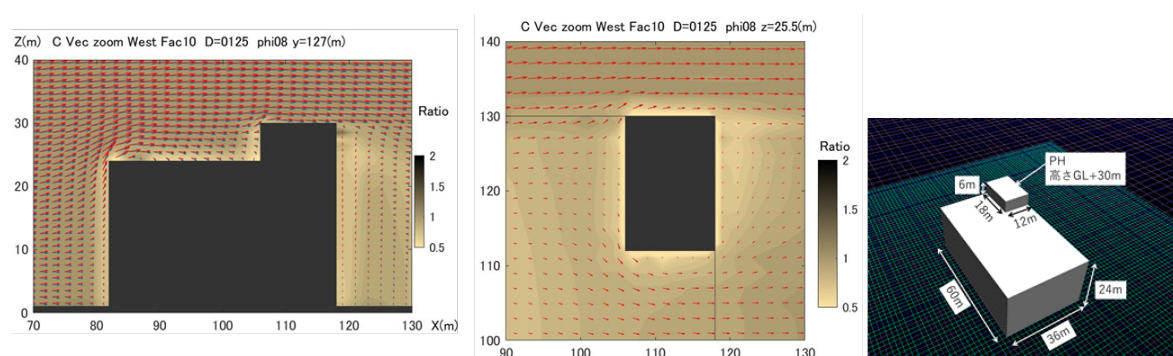 Z(m) C Vec zoom West Fac10 D=0125 phi08 y=127(m)
40
30
20
10
0
70 80 90 100 110 120 130 X(m)
Ratio
2
1.5
1
0.5
C Vec zoom West Fac10 D=0125 phi08 z=25.5(m)
140
130
120
110
100
90 100 110 120 130
Ratio
2
1.5
1
0.5
PH
高さGL+30m
6m
18m
12m
60m
24m
36m